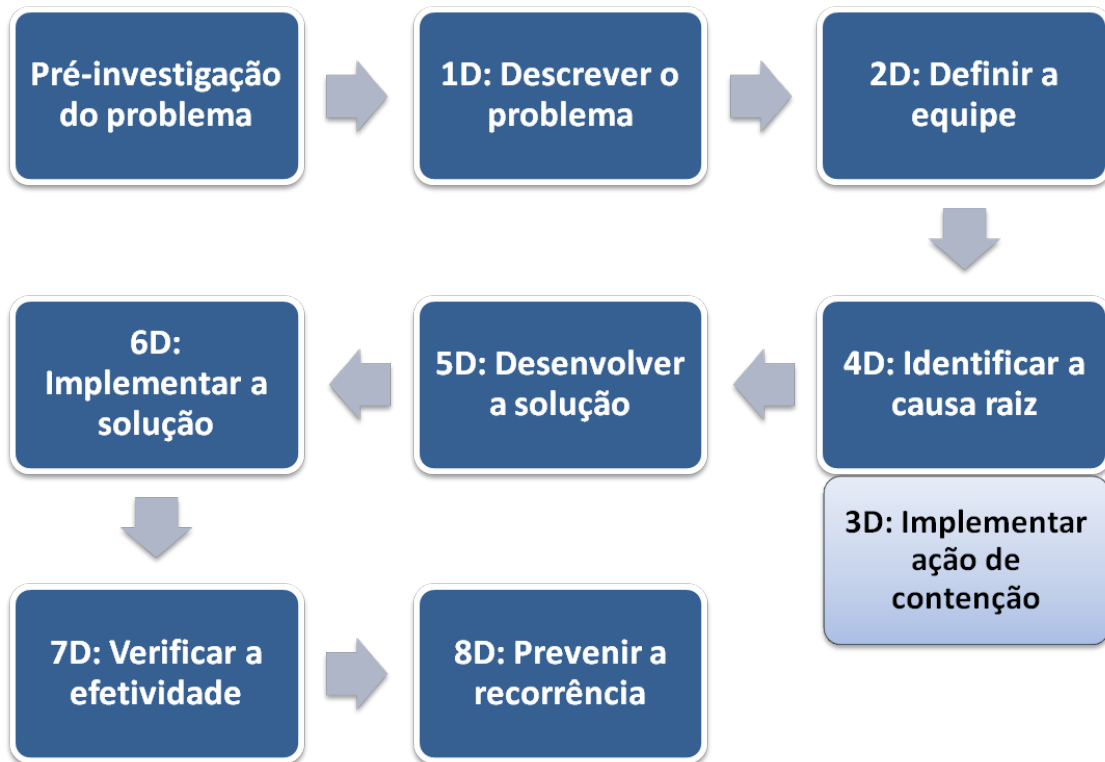 Pré-investigação
do problema
1D: Descrever o
problema
2D: Definir a
equipe
4D: Identificar a
causa raiz
3D: Implementar
ação de
contenção
5D: Desenvolver
a solução
6D:
Implementar a
solução
7D: Verificar a
efetividade
8D: Prevenir a
recorrência